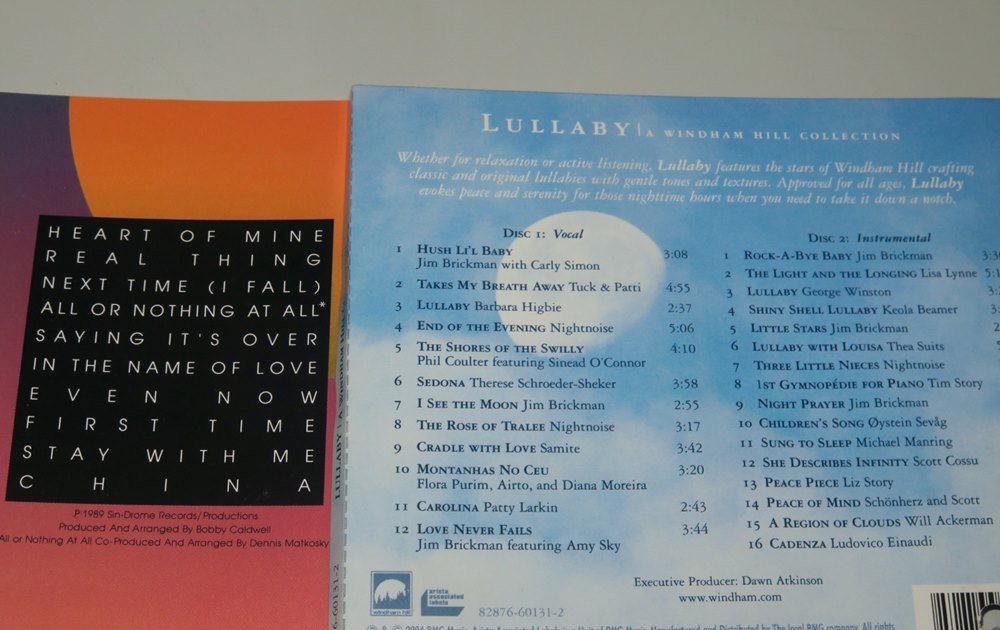 HEART OF MINE
REAL THING
NEXT TIME (I FALL)
ALL OR NOTHING AT ALL*
SAYING IT'S OVER
IN THE NAME OF LOVE
EVEN NOW
FIRST TIME
STAY WITH ME
CHINA
℗ 1989 Sin-Drome Records/Productions
Produced And Arranged By Bobby Caldwell
All or Nothing At All Co-Produced And Arranged By Dennis Matkosky
LULLABY | A WINDHAM HILL COLLECTION
Whether for relaxation or active listening, Lullaby features the stars of Windham Hill crafting
classic and original lullabies with gentle tones and textures. Approved for all ages, Lullaby
evokes peace and serenity for those nighttime hours when you need to take it down a notch.
DISC 1: Vocal
1 HUSH LI'L BABY 3:08
Jim Brickman with Carly Simon
2 TAKES MY BREATH AWAY Tuck & Patti 4:55
3 LULLABY Barbara Higbie 2:37
4 END OF THE EVENING Nightnoise 5:06
5 THE SHORES OF THE SWILLY 4:10
Phil Coulter featuring Sinead O'Connor
6 SEDONA Therese Schroeder-Sheker 3:58
7 I SEE THE MOON Jim Brickman 2:55
8 THE ROSE OF TRALEE Nightnoise 3:17
9 CRADLE WITH LOVE Samite 3:42
10 MONTANHAS NO CEU 3:20
Flora Purim, Airto, and Diana Moreira
11 CAROLINA Patty Larkin 2:43
12 LOVE NEVER FAILS 3:44
Jim Brickman featuring Amy Sky
DISC 2: Instrumental
1 ROCK-A-BYE BABY Jim Brickman
2 THE LIGHT AND THE LONGING Lisa Lynne
3 LULLABY George Winston
4 SHINY SHELL LULLABY Keola Beamer
5 LITTLE STARS Jim Brickman
6 LULLABY WITH LOUISA Thea Suits
7 THREE LITTLE NIECES Nightnoise
8 1ST GYMNOPÉDIE FOR PIANO Tim Story
9 NIGHT PRAYER Jim Brickman
10 CHILDREN'S SONG Øystein Sevåg
11 SUNG TO SLEEP Michael Manring
12 SHE DESCRIBES INFINITY Scott Cossu
13 PEACE PIECE Liz Story
14 PEACE OF MIND Schönherz and Scott
15 A REGION OF CLOUDS Will Ackerman
16 CADENZA Ludovico Einaudi
Executive Producer: Dawn Atkinson
www.windham.com
windham hill
arista
associated
labels
82876-60131-2
LULLABY | A WINDHAM HILL
60131-2